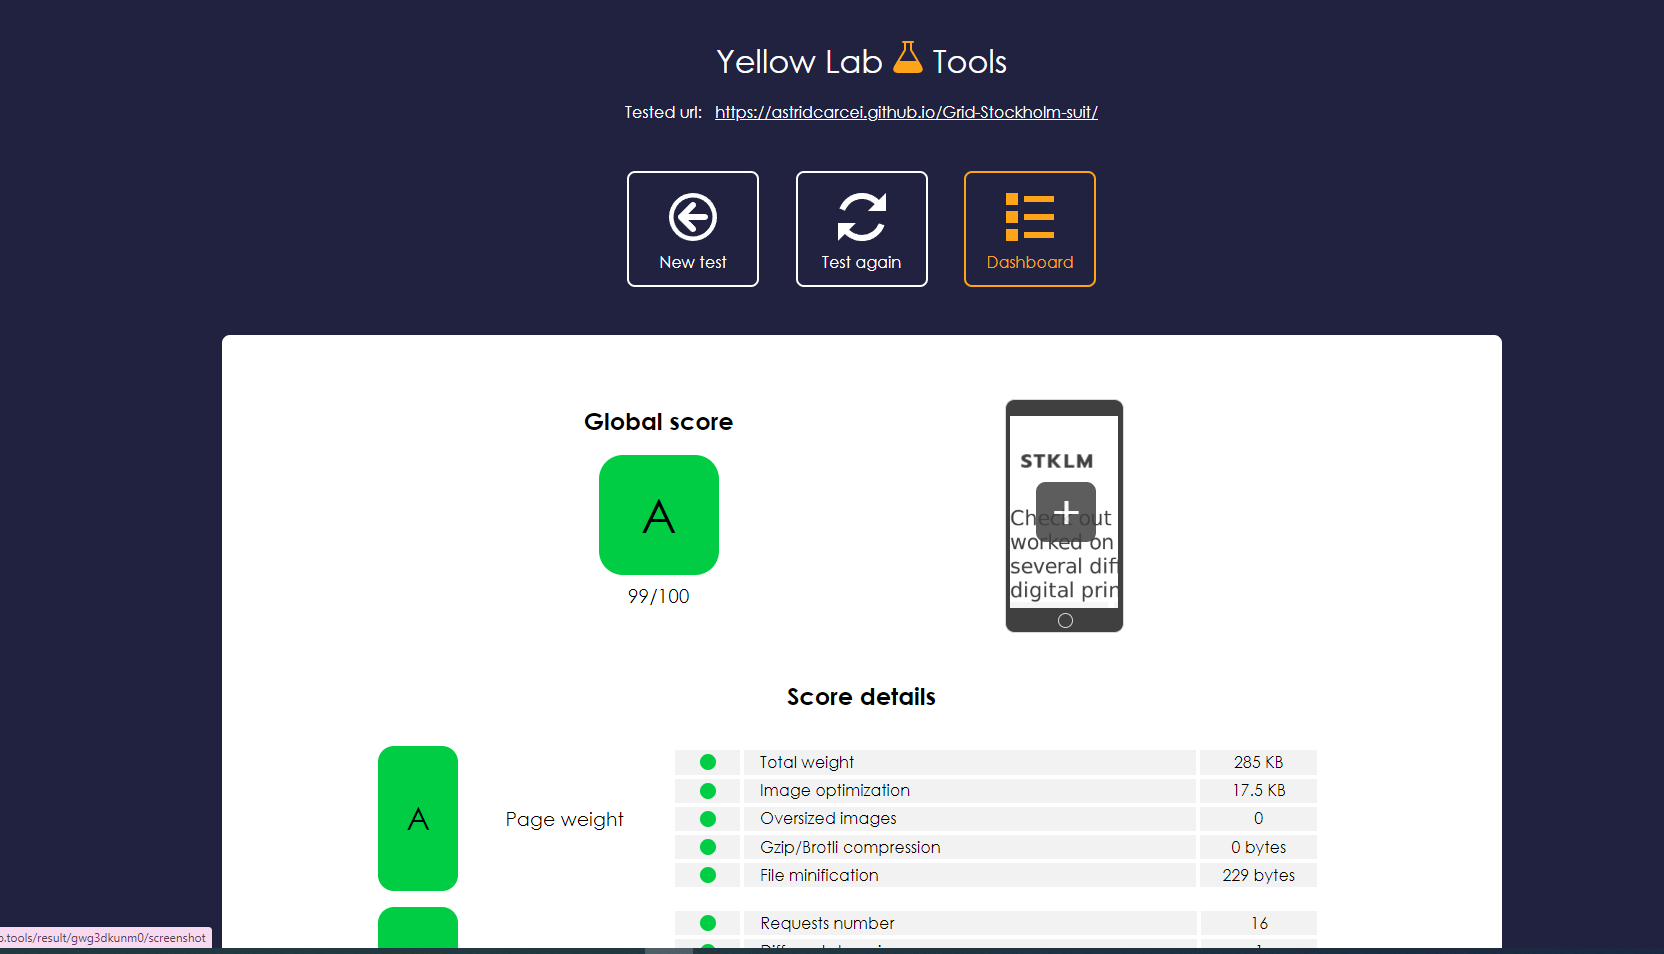 Yellow Lab Tools
Tested url: https://astridcarcei.github.io/Grid-Stockholm-suit/
New test
Test again
Dashboard
Global score
A
99/100
STKLM
Check out
worked on
several diff
digital prin
Score details
A
Page weight
Total weight 285 KB
Image optimization 17.5 KB
Oversized images 0
Gzip/Brotli compression 0 bytes
File minification 229 bytes
Requests number 16
o.tools/result/gwg3dkunm0/screenshot